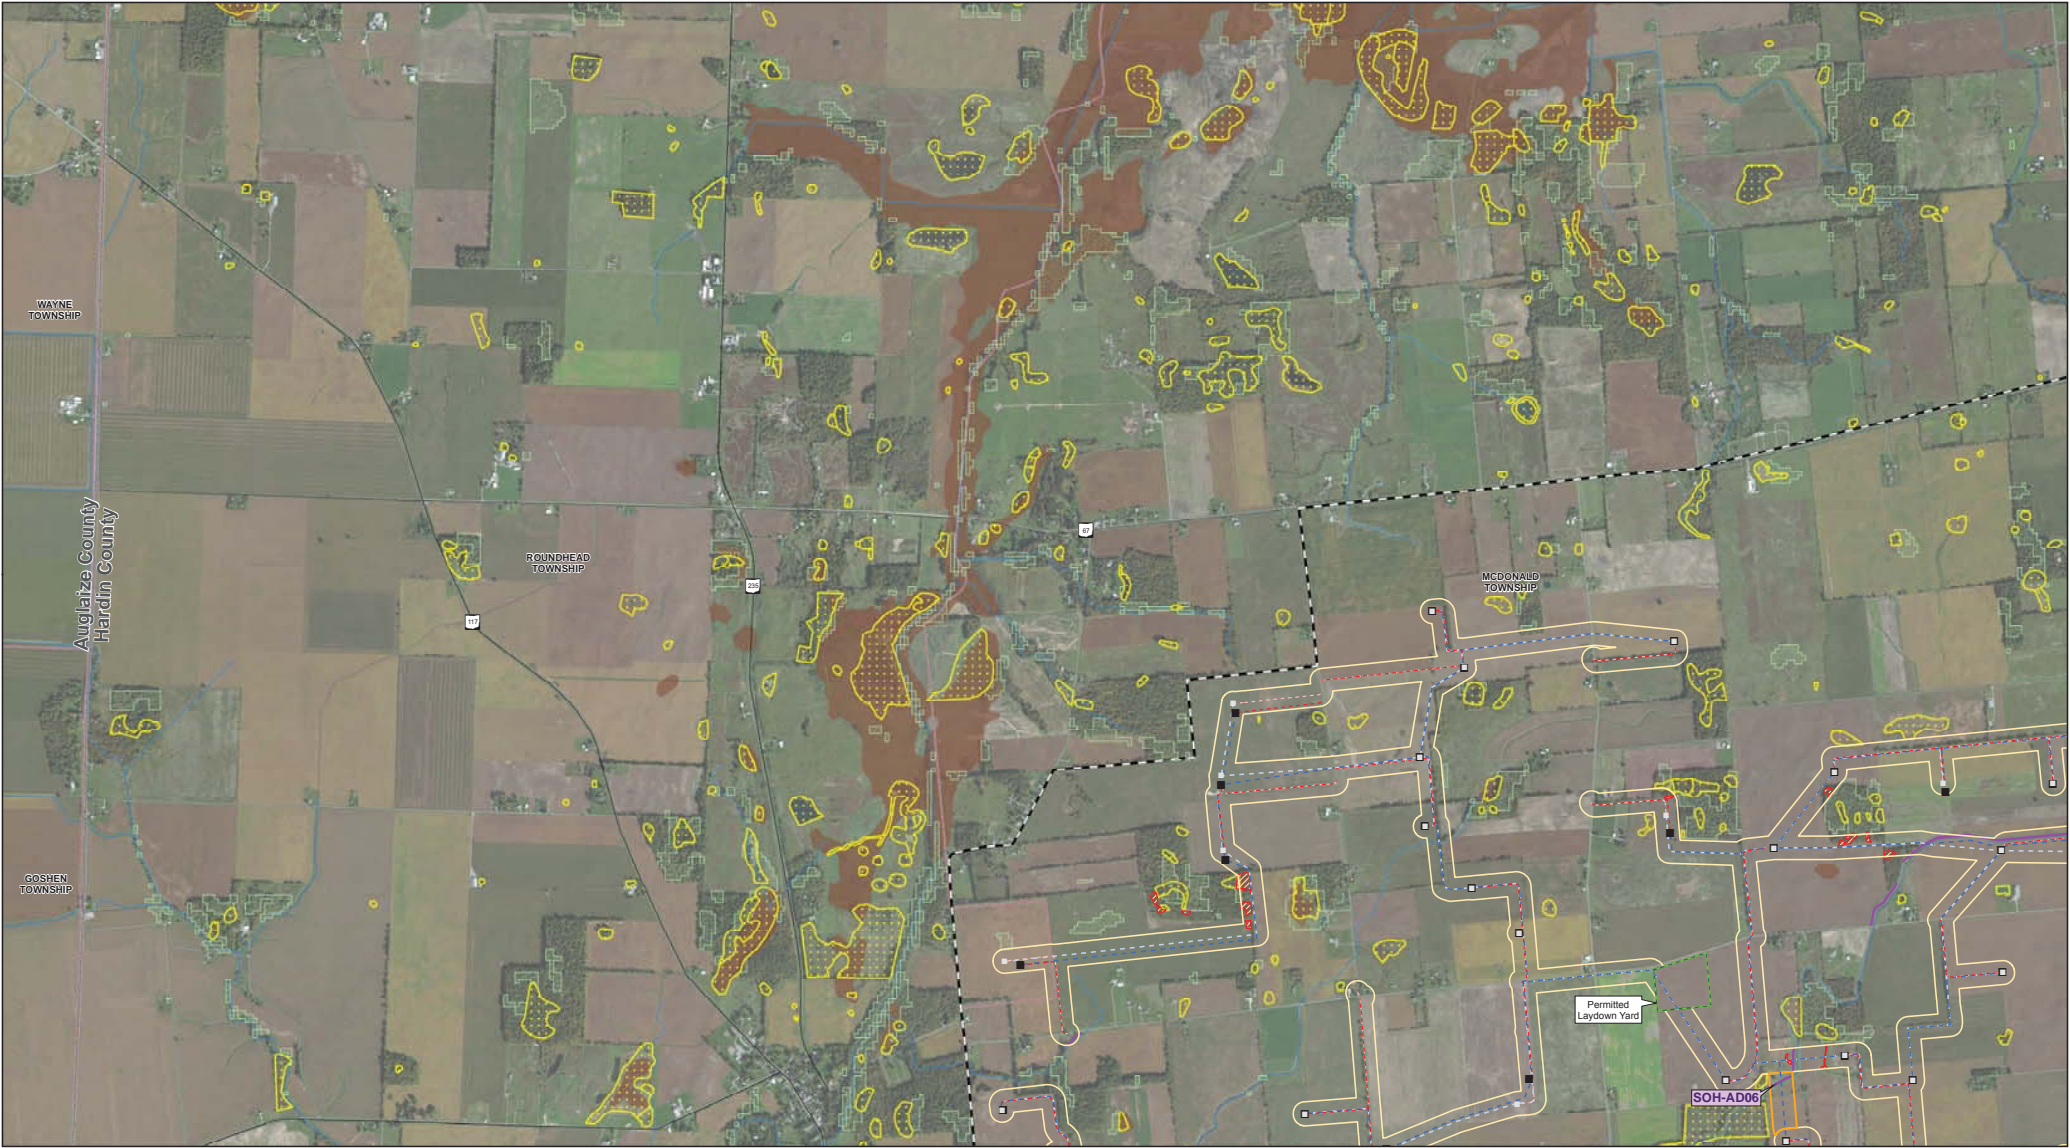 WAYNE
TOWNSHIP
67
Auglaize County
Hardin County
ROUNDHEAD
TOWNSHIP
235
MCDONALD
TOWNSHIP
117
GOSHEN
TOWNSHIP
Permitted
Laydown Yard
SOH-AD06